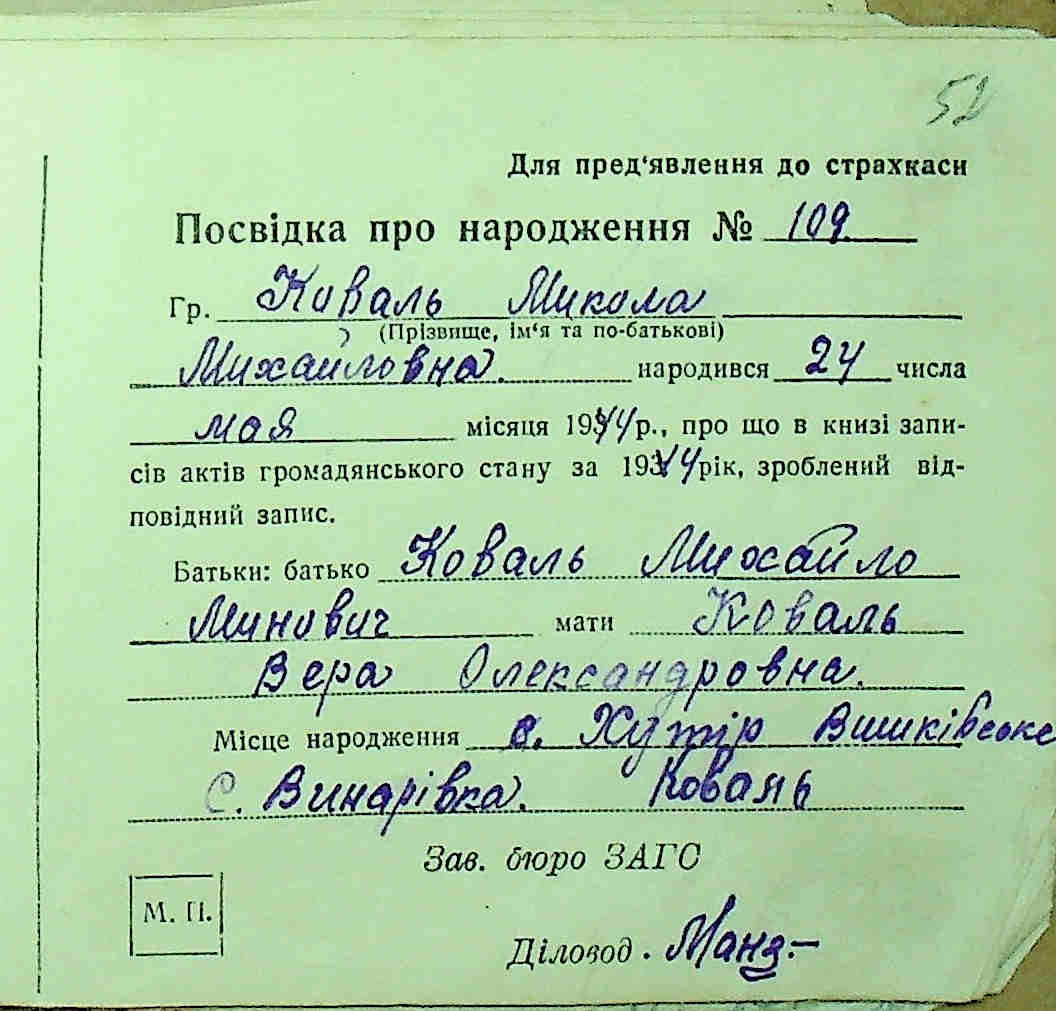 52
Для пред‘явлення до страхкаси
Посвідка про народження № 109
Гр. Коваль Микола
(Прізвище, ім‘я та по-батькові)
Михайловна. народився 24 числа
мая місяця 1944р., про що в книзі запи-
сів актів громадянського стану за 1944рік, зроблений від-
повідний запис.
Батьки: батько Коваль Михайло
Минович мати Коваль
Вера Олександровна.
Місце народження с. Хутір
С. Винарівка. Коваль
Зав. бюро ЗАГС
М. П.
Діловод.